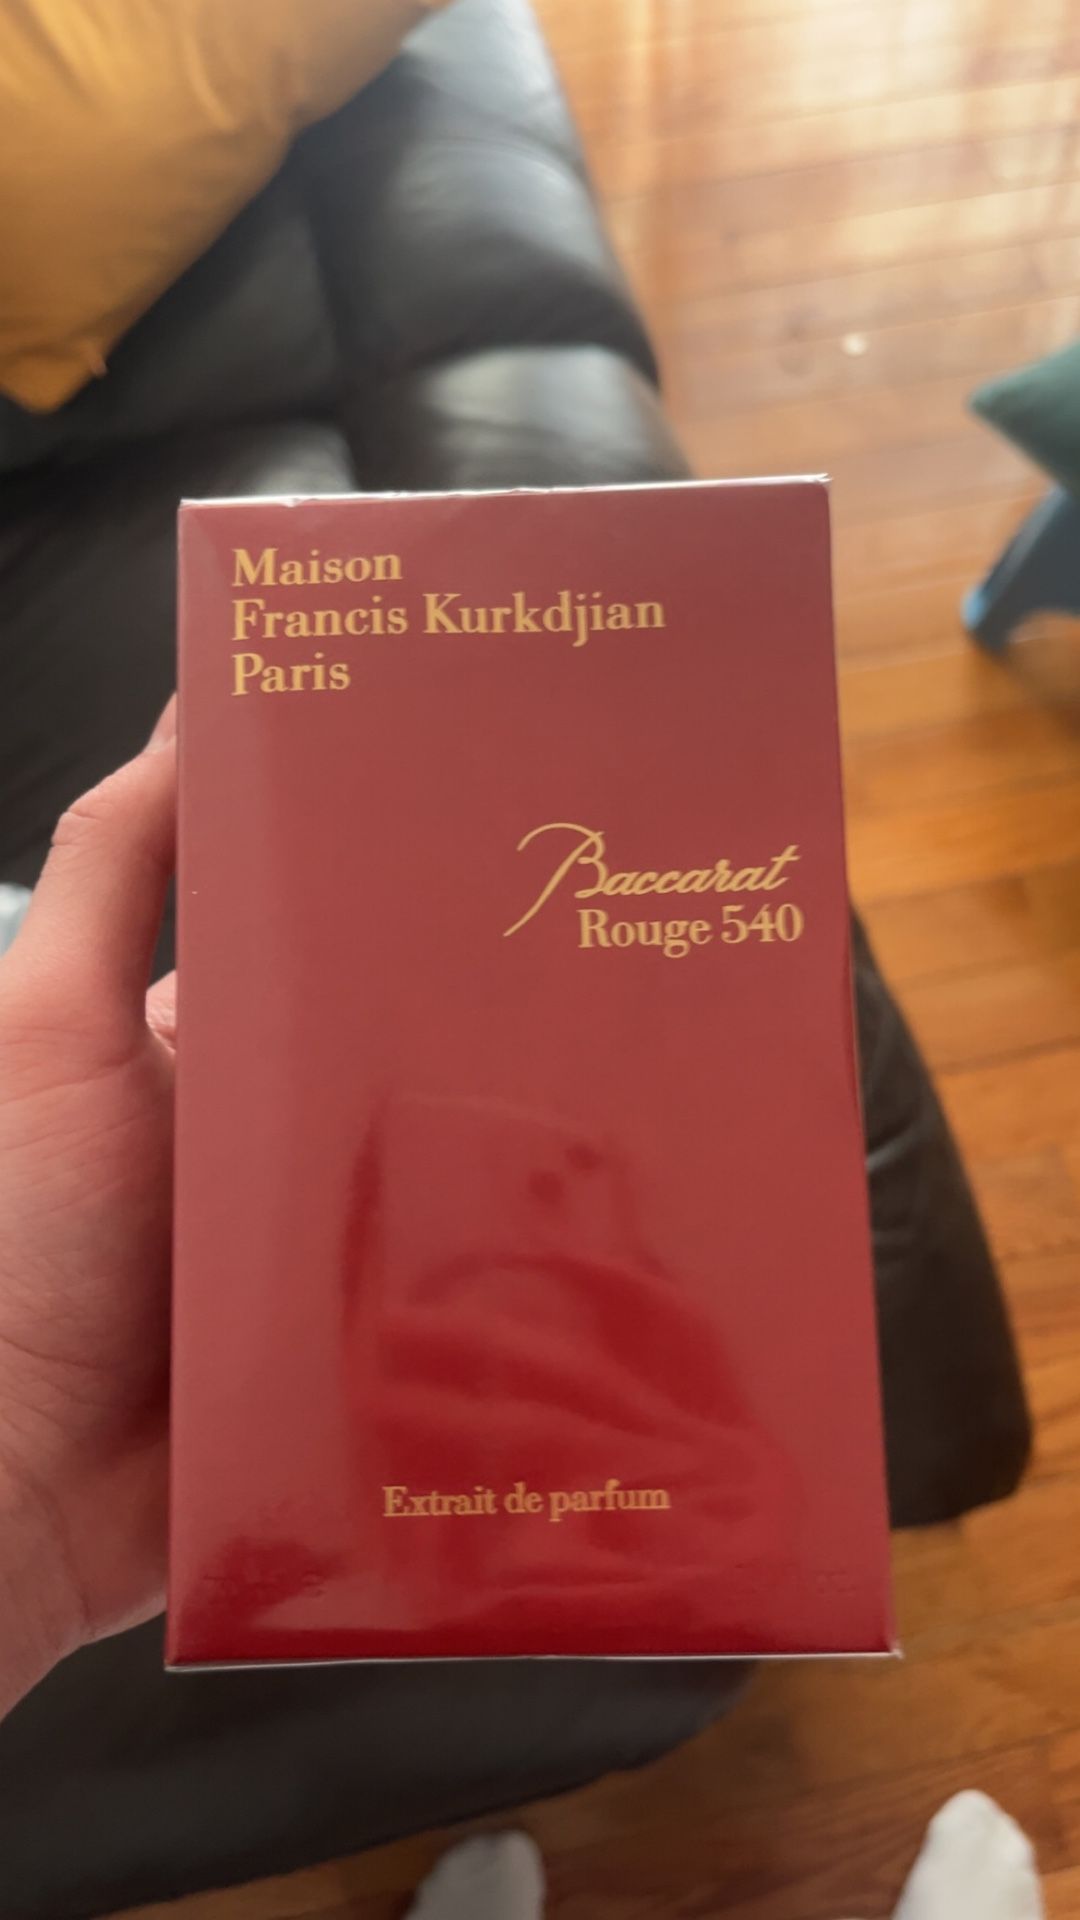 Maison
Francis Kurkdjian
Paris
Baccarat
Rouge 540
Extrait de parfum